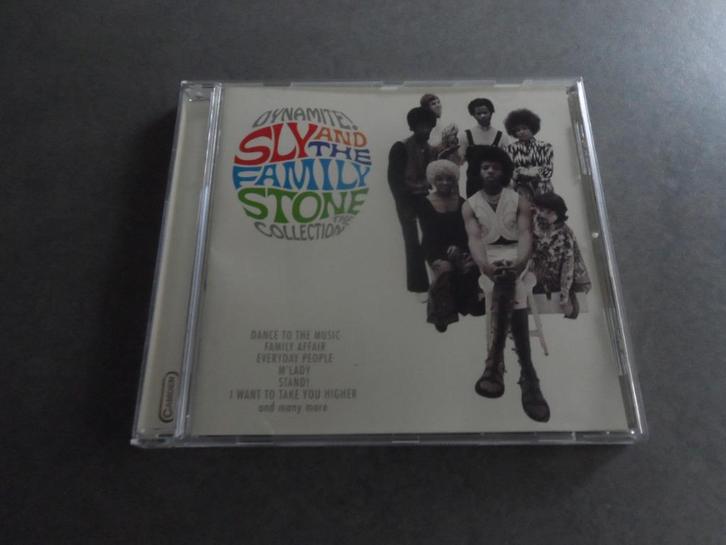 DYNAMITE!
SLY AND
THE
FAMILY
STONE
THE
COLLECTION
DANCE TO THE MUSIC
FAMILY AFFAIR
EVERYDAY PEOPLE
M'LADY
STAND!
I WANT TO TAKE YOU HIGHER
and many more
CAMDEN